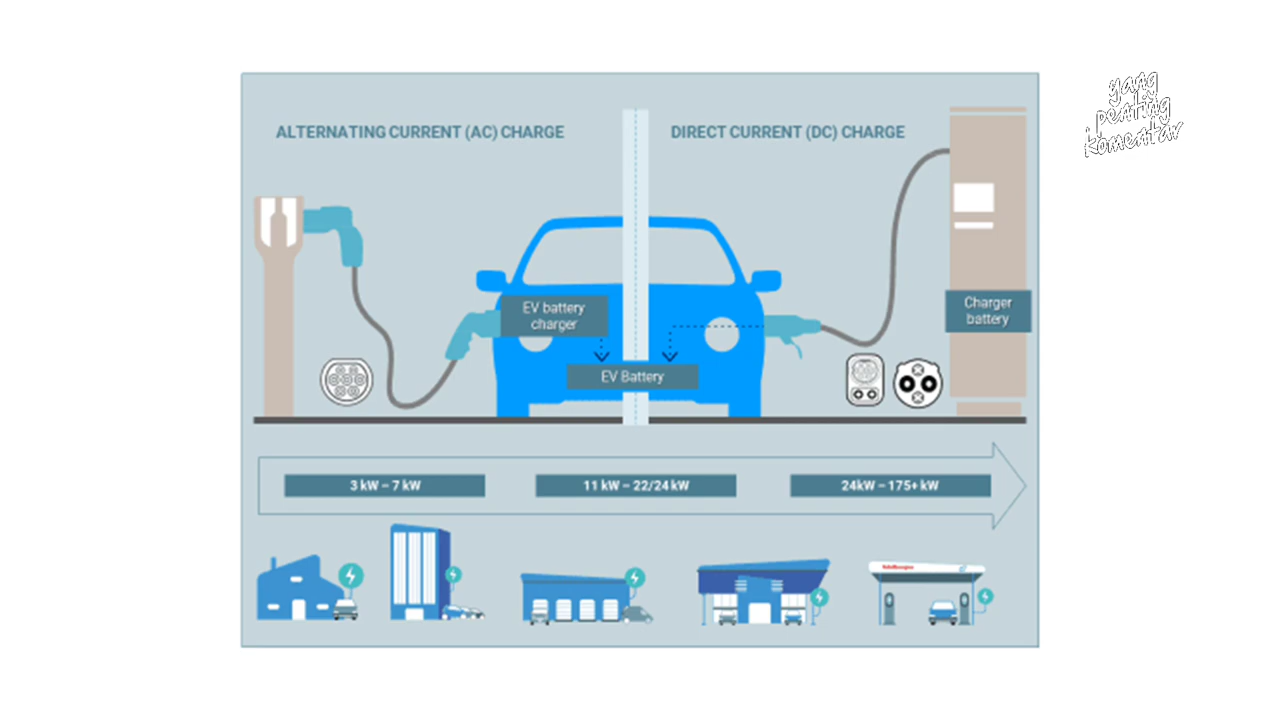 yang
penting
komentar
ALTERNATING CURRENT (AC) CHARGE
DIRECT CURRENT (DC) CHARGE
EV battery
charger
Charger
battery
EV Battery
3 kW – 7 kW
11 kW – 22/24 kW
24kW – 175+ kW